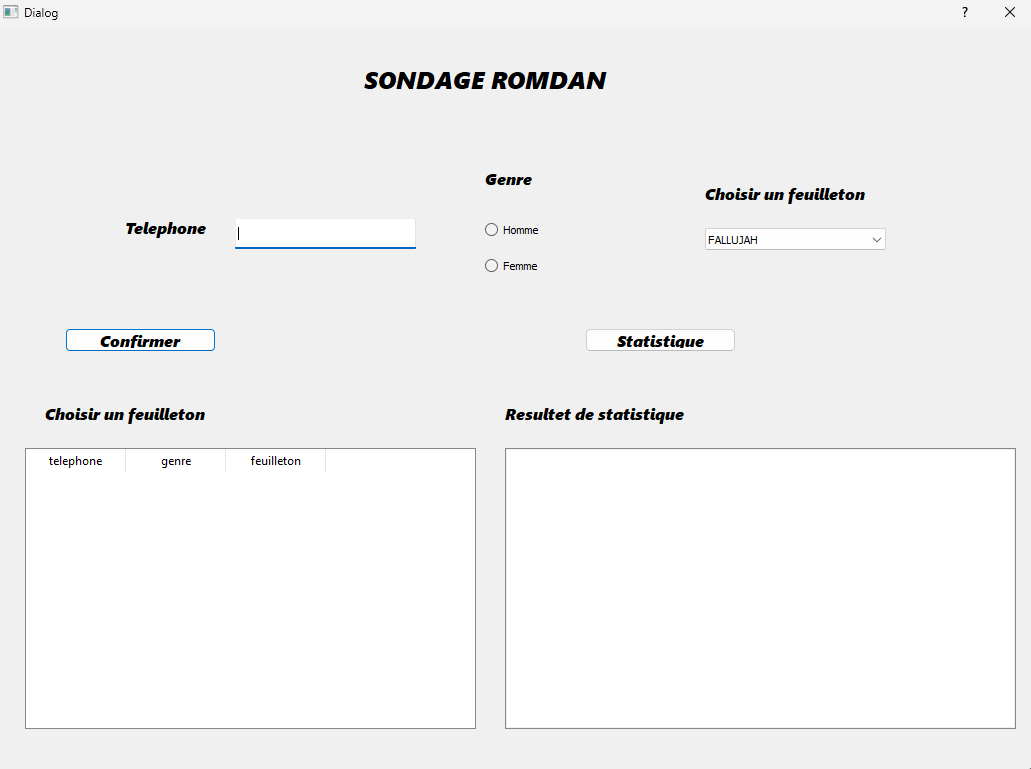 Dialog
?
SONDAGE ROMDAN
Genre
Choisir un feuilleton
Telephone
Homme
FALLUJAH
Femme
Confirmer
Statistique
Choisir un feuilleton
Resultet de statistique
telephone genre feuilleton